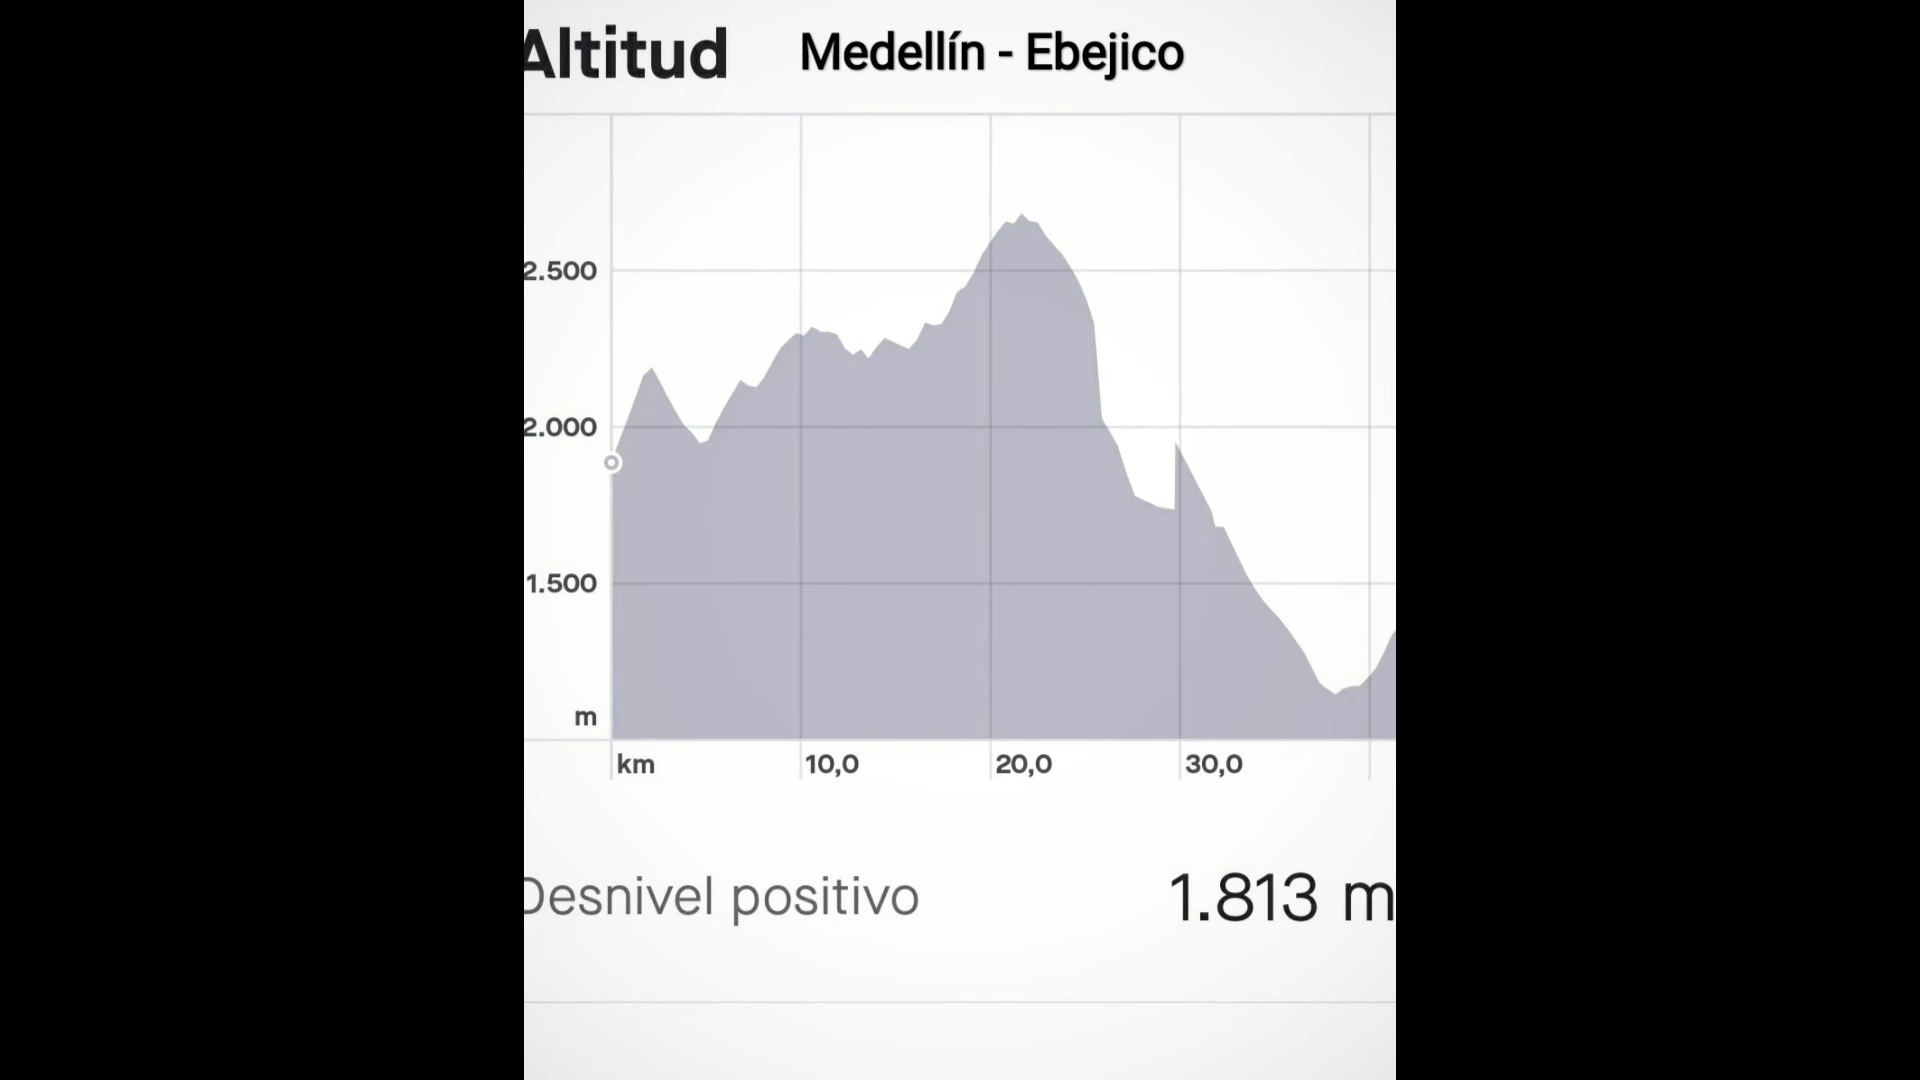 Altitud Medellín - Ebejico
2.500
2.000
1.500
m
km 10,0 20,0 30,0
Desnivel positivo 1.813 m